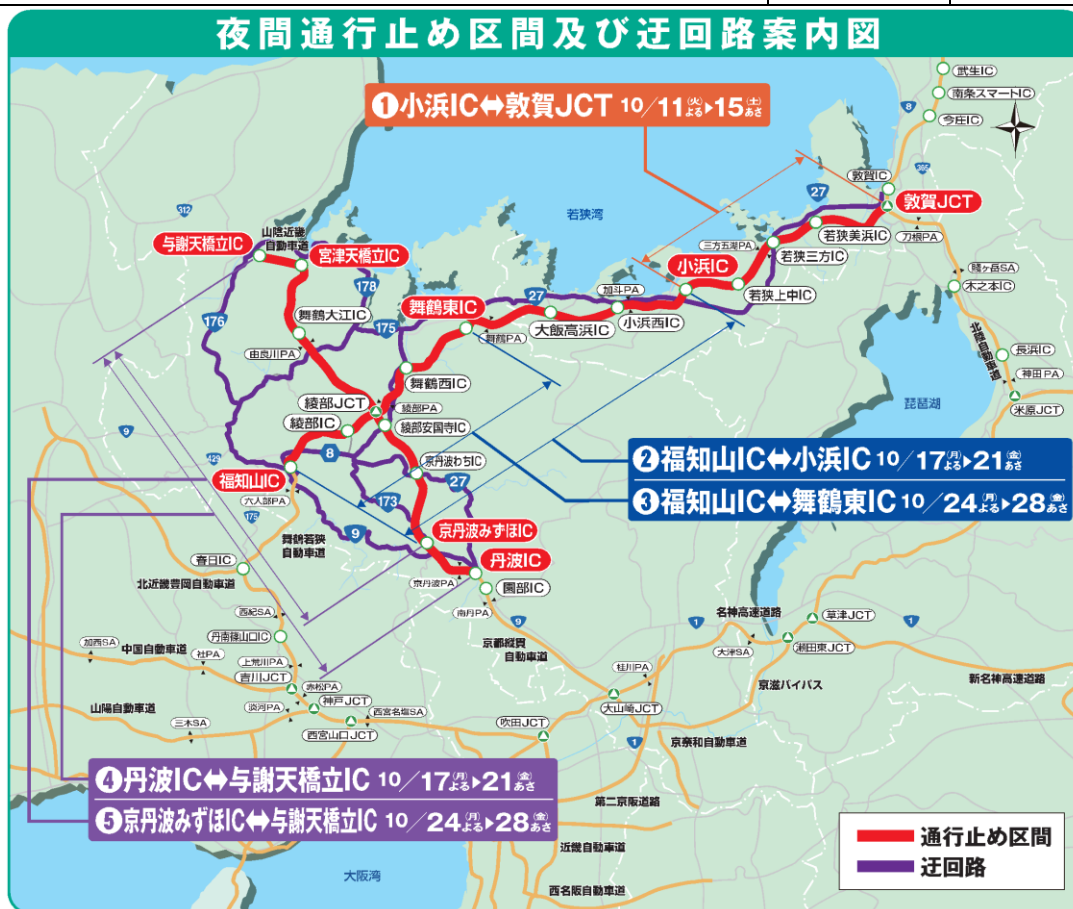 夜間通行止め区間及び迂回路案内図
❶小浜IC⇔敦賀JCT 10/11(火)よる▶15(土)あさ
武生IC
南条スマートIC
8
今庄IC
敦賀IC
27
敦賀JCT
刀根PA
若狭湾
312
山陰近畿
自動車道
与謝天橋立IC
宮津天橋立IC
三方五湖PA
若狭美浜IC
若狭三方IC
賤ヶ岳SA
木之本IC
小浜IC
若狭上中IC
178
176
舞鶴東IC
27
加斗PA
小浜西IC
大飯高浜IC
175
舞鶴PA
舞鶴大江IC
由良川PA
北陸自動車道
長浜IC
神田PA
米原JCT
琵琶湖
舞鶴西IC
綾部JCT
綾部PA
綾部IC
綾部安国寺IC
9
429
8
京丹波わちIC
福知山IC
六人部PA
175
173
27
❷福知山IC⇔小浜IC 10/17(月)よる▶21(金)あさ
❸福知山IC⇔舞鶴東IC 10/24(月)よる▶28(金)あさ
9
舞鶴若狭
自動車道
京丹波みずほIC
丹波IC
春日IC
北近畿豊岡自動車道
京丹波PA
園部IC
南丹PA
9
京都縦貫
自動車道
西紀SA
丹南篠山口IC
名神高速道路
1
草津JCT
1
大津SA
瀬田東JCT
加西SA
中国自動車道
社PA
上荒川PA
吉川JCT
赤松PA
桂川PA
京滋バイパス
新名神高速道路
山陽自動車道
淡河PA
神戸JCT
西宮名塩SA
三木SA
西宮山口JCT
吹田JCT
大山崎JCT
1
京奈和自動車道
❹丹波IC⇔与謝天橋立IC 10/17(月)よる▶21(金)あさ
❺京丹波みずほIC⇔与謝天橋立IC 10/24(月)よる▶28(金)あさ
第二京阪道路
近畿自動車道
大阪湾
西名阪自動車道
通行止め区間
迂回路